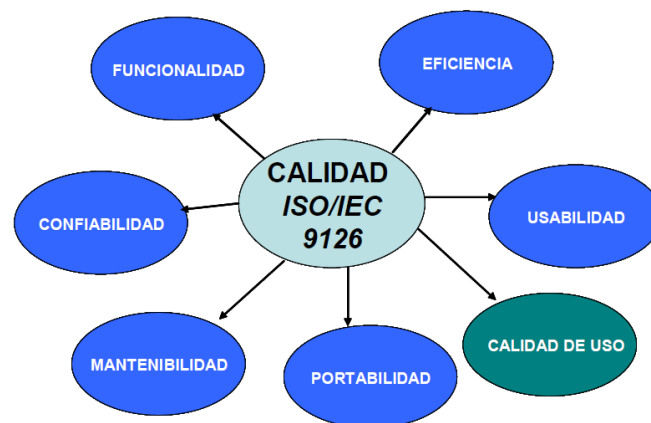 FUNCIONALIDAD
EFICIENCIA
CALIDAD
ISO/IEC
9126
CONFIABILIDAD
USABILIDAD
MANTENIBILIDAD
PORTABILIDAD
CALIDAD DE USO